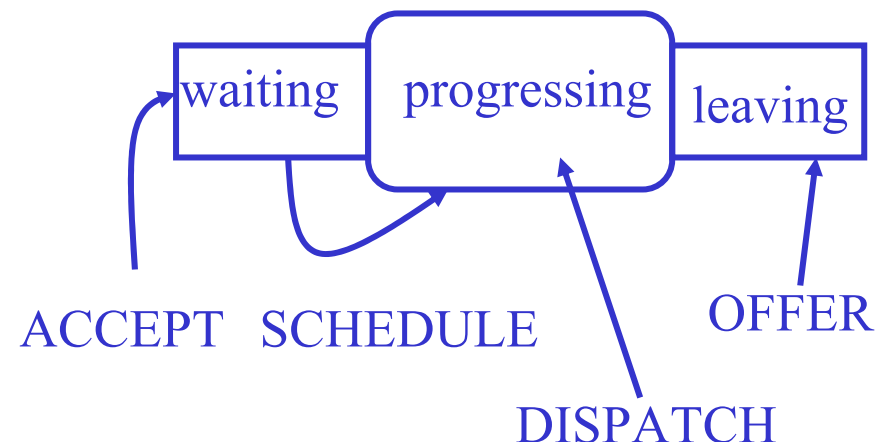 waiting
progressing
leaving
ACCEPT
SCHEDULE
OFFER
DISPATCH